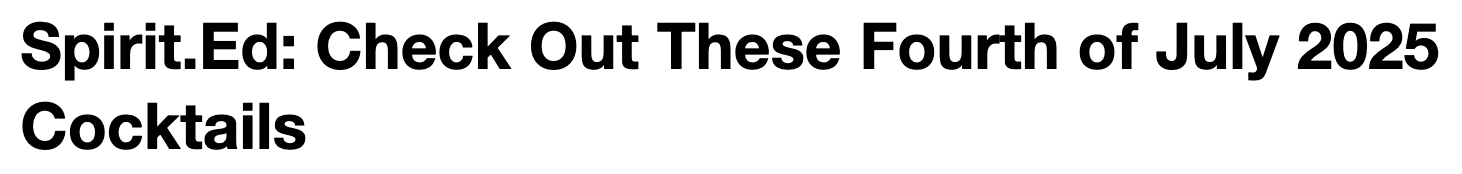 Spirit.Ed: Check Out These Fourth of July 2025
Cocktails